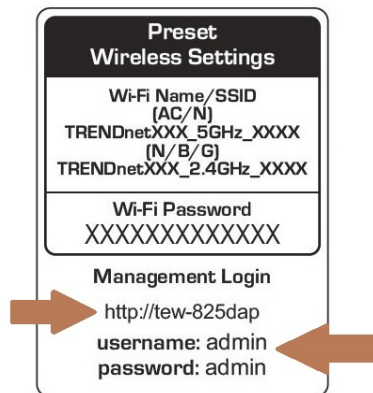 Preset
Wireless Settings
Wi-Fi Name/SSID
(AC/N)
TRENDnetXXX_5GHz_XXXX
(N/B/G)
TRENDnetXXX_2.4GHz_XXXX
Wi-Fi Password
XXXXXXXXXXXXX
Management Login
http://tew-825dap
username: admin
password: admin